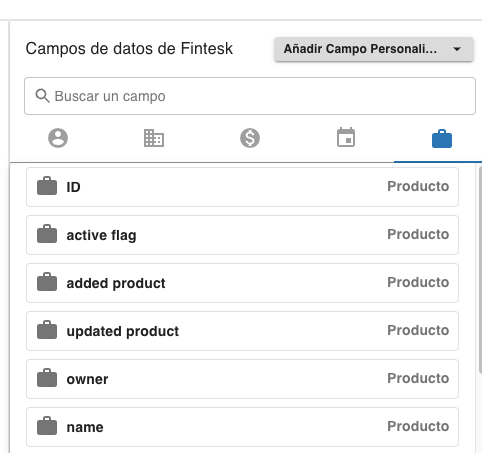 Campos de datos de Fintesk
Añadir Campo Personali...
Buscar un campo
ID Producto
active flag Producto
added product Producto
updated product Producto
owner Producto
name Producto